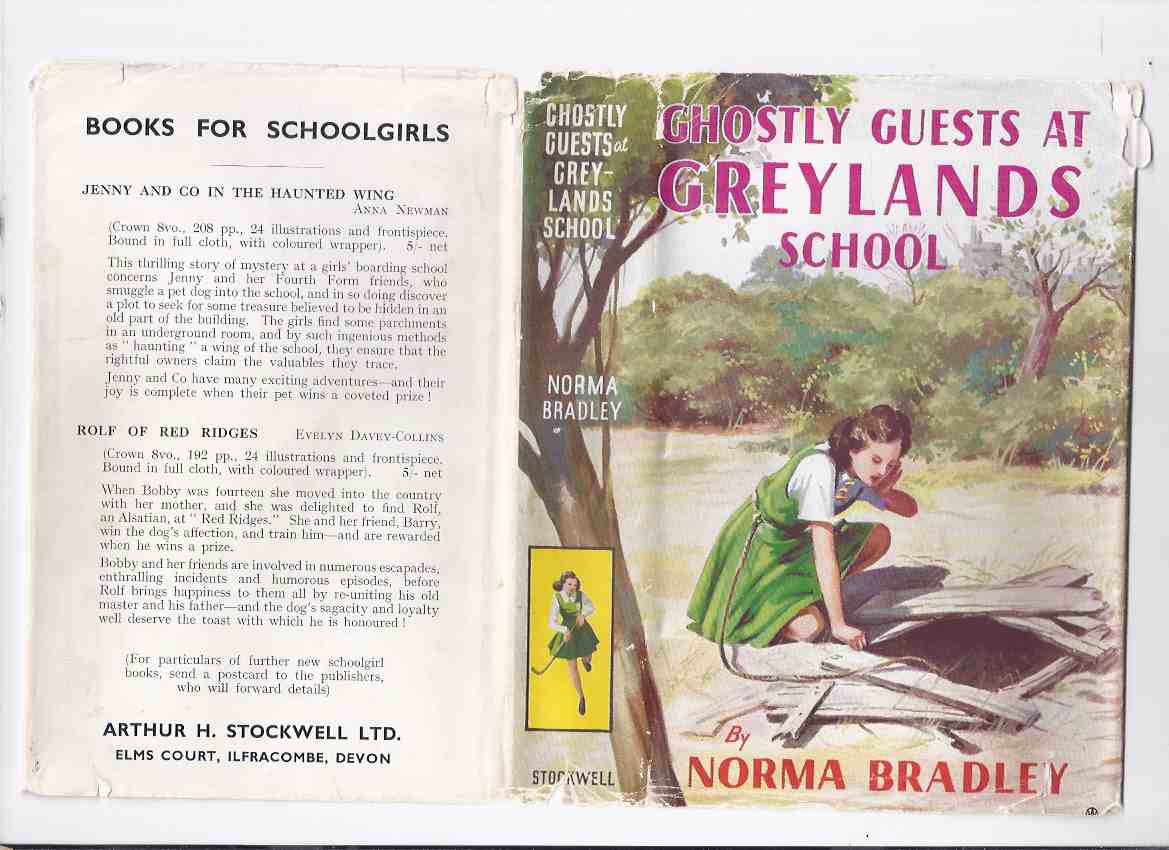 BOOKS FOR SCHOOLGIRLS
JENNY AND CO IN THE HAUNTED WING
ANNA NEWMAN
(Crown 8vo., 208 pp., 24 illustrations and frontispiece.
Bound in full cloth, with coloured wrapper). 5/- net
This thrilling story of mystery at a girls' boarding school
concerns Jenny and her Fourth Form friends, who
smuggle a pet dog into the school, and in so doing discover
a plot to seek for some treasure believed to be hidden in an
old part of the building. The girls find some parchments
in an underground room, and by such ingenious methods
as " haunting " a wing of the school, they ensure that the
rightful owners claim the valuables they trace.
Jenny and Co have many exciting adventures—and their
joy is complete when their pet wins a coveted prize !
ROLF OF RED RIDGES EVELYN DAVEY-COLLINS
(Crown 8vo., 192 pp., 24 illustrations and frontispiece.
Bound in full cloth, with coloured wrapper). 5/- net
When Bobby was fourteen she moved into the country
with her mother, and she was delighted to find Rolf,
an Alsatian, at " Red Ridges." She and her friend, Barry,
win the dog's affection, and train him—and are rewarded
when he wins a prize.
Bobby and her friends are involved in numerous escapades,
enthralling incidents and humorous episodes, before
Rolf brings happiness to them all by re-uniting his old
master and his father—and the dog's sagacity and loyalty
well deserve the toast with which he is honoured !
(For particulars of further new schoolgirl
books, send a postcard to the publishers,
who will forward details)
ARTHUR H. STOCKWELL LTD.
ELMS COURT, ILFRACOMBE, DEVON
GHOSTLY
GUESTS at
GREY-
LANDS
SCHOOL
NORMA
BRADLEY
STOCKWELL
GHOSTLY GUESTS AT
GREYLANDS
SCHOOL
By
NORMA BRADLEY